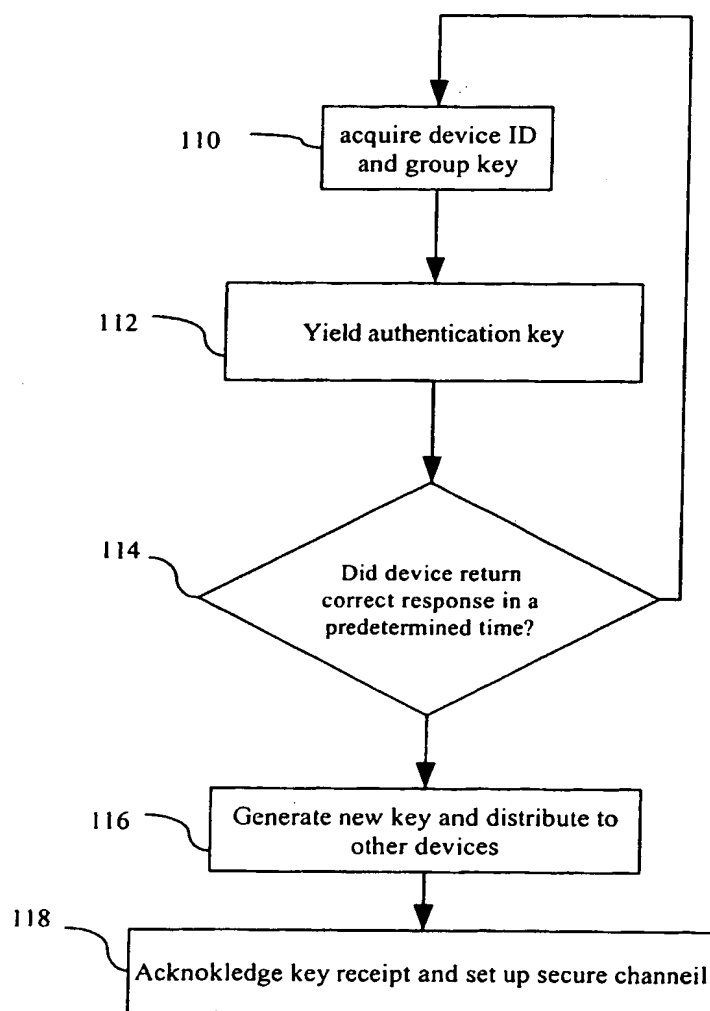 110
acquire device ID
and group key
112
Yield authentication key
114
Did device return
correct response in a
predetermined time?
116
Generate new key and distribute to
other devices
118
Acknokledge key receipt and set up secure channeil